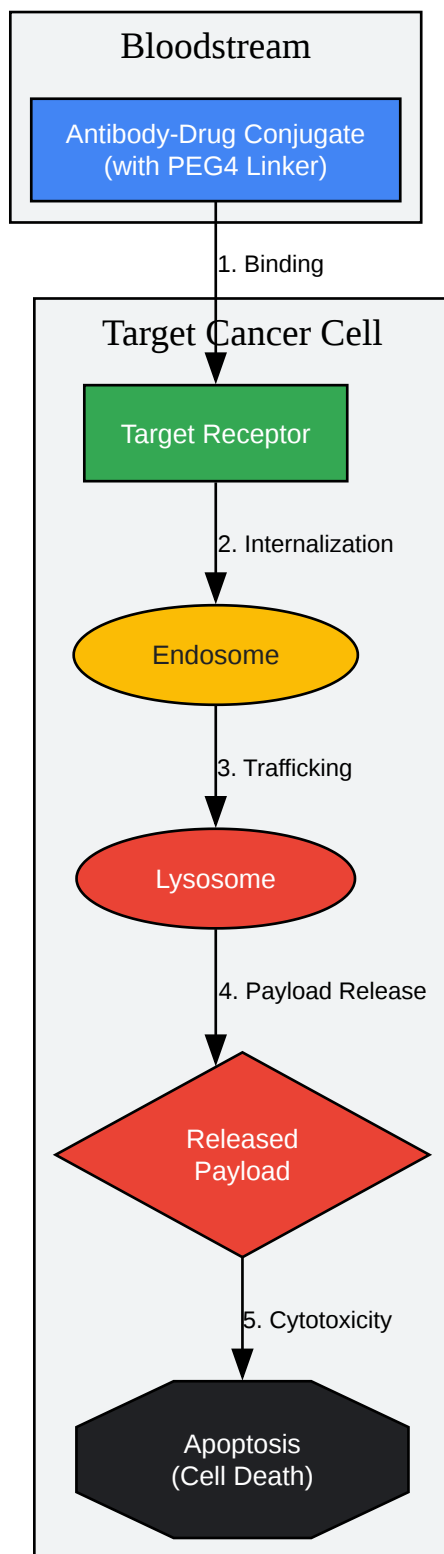 Bloodstream
Antibody-Drug Conjugate
(with PEG4 Linker)
1. Binding
Target Cancer Cell
Target Receptor
2. Internalization
Endosome
3. Trafficking
Lysosome
4. Payload Release
Released
Payload
5. Cytotoxicity
Apoptosis
(Cell Death)